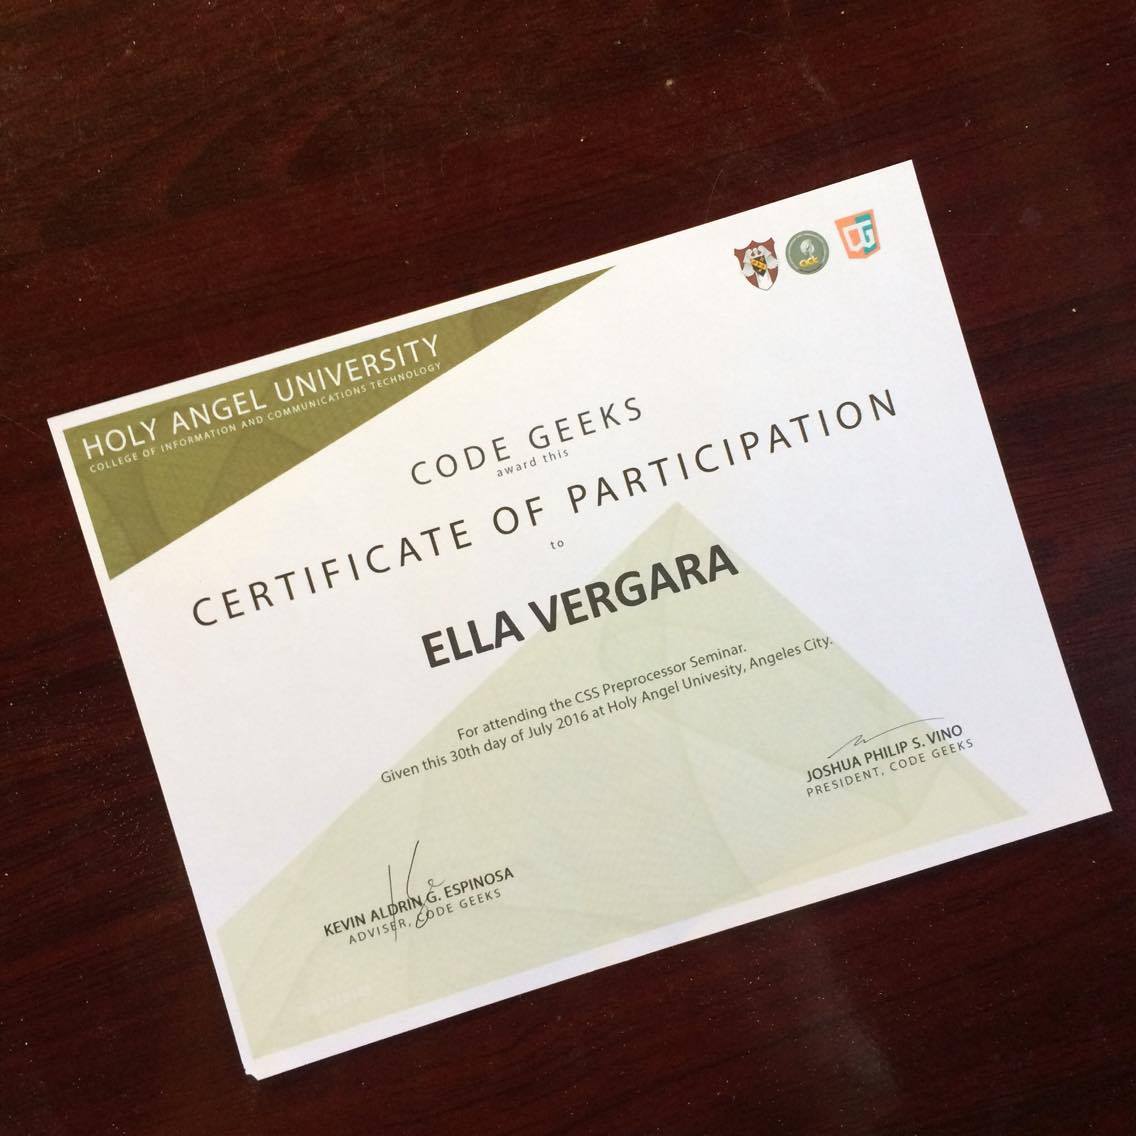 HOLY ANGEL UNIVERSITY
COLLEGE OF INFORMATION AND COMMUNICATIONS TECHNOLOGY
CODE GEEKS
award this
CERTIFICATE OF PARTICIPATION
to
ELLA VERGARA
For attending the CSS Preprocessor Seminar.
Given this 30th day of July 2016 at Holy Angel Univesity, Angeles City.
JOSHUA PHILIP S. VINO
PRESIDENT, CODE GEEKS
KEVIN ALDRIN G. ESPINOSA
ADVISER, CODE GEEKS